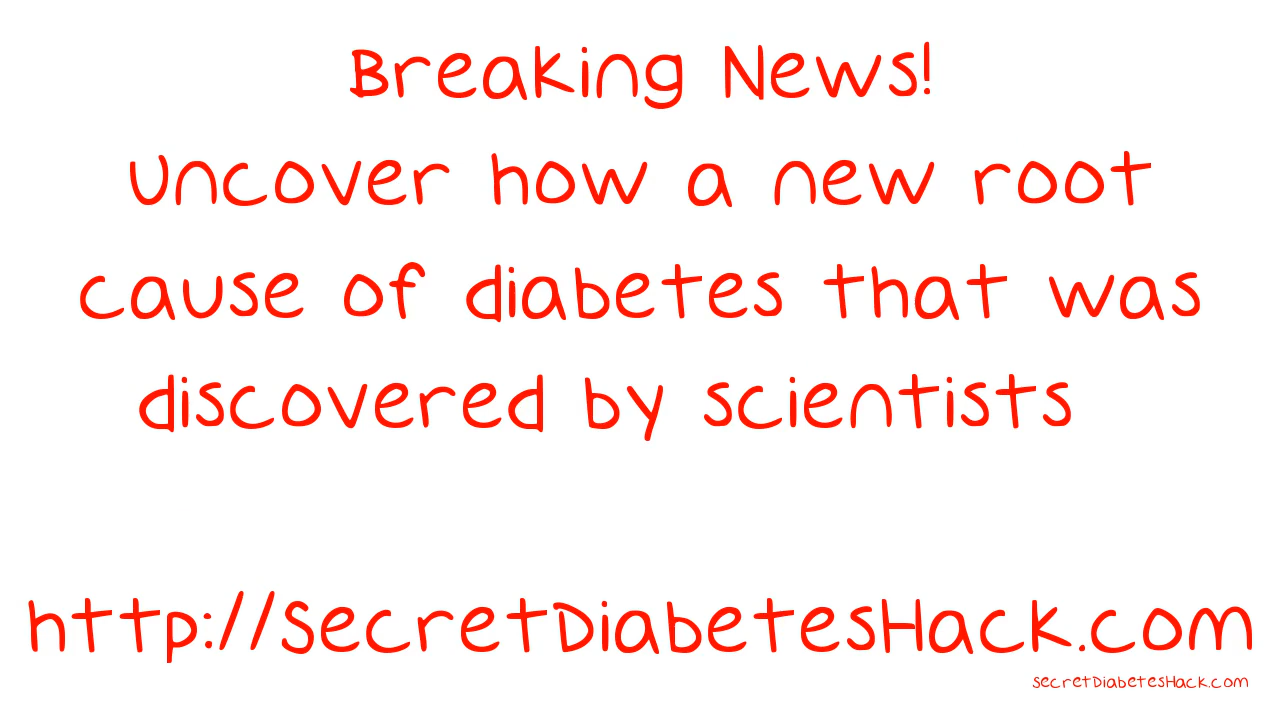 Breaking News!
Uncover how a new root
cause of diabetes that was
discovered by scientists
http://SecretDiabetesHack.com
SecretDiabetesHack.com